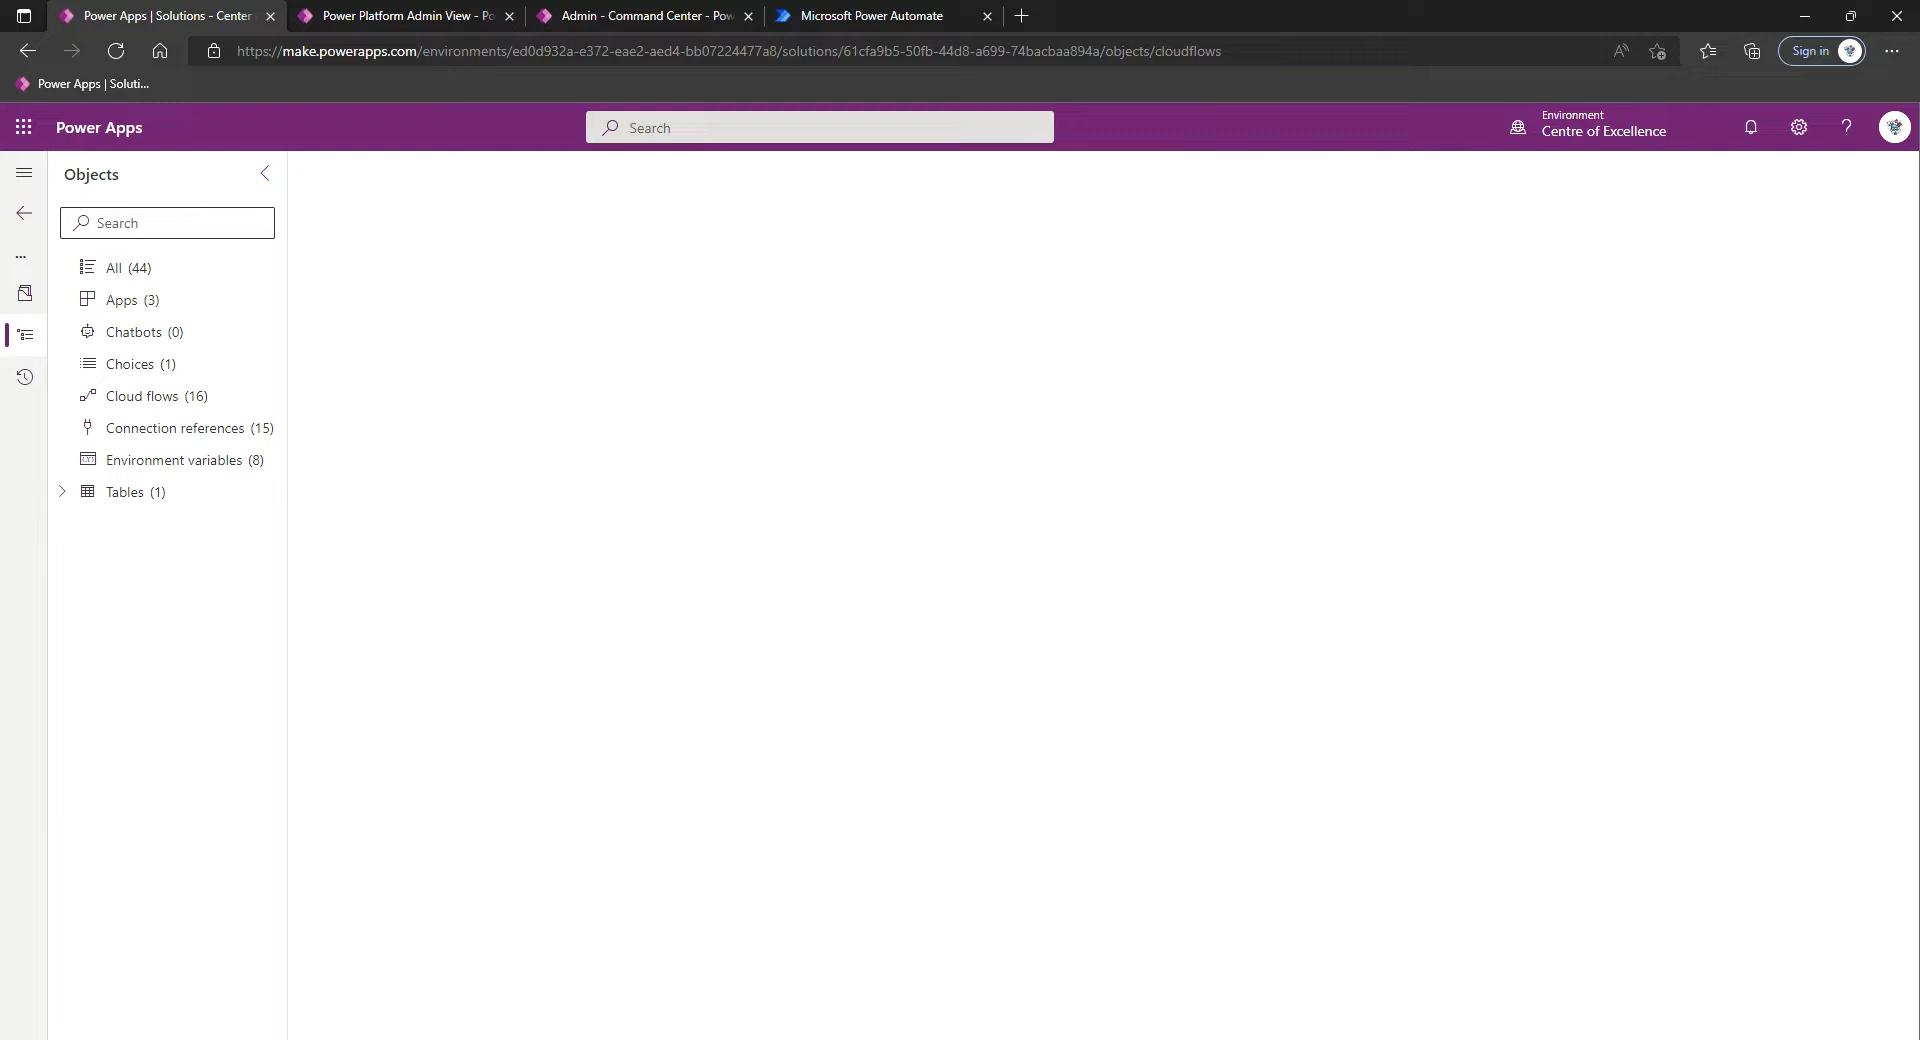 Power Apps | Solutions - Center
Power Platform Admin View - Po
Admin - Command Center - Pow
Microsoft Power Automate
https://make.powerapps.com/environments/ed0d932a-e372-eae2-aed4-bb07224477a8/solutions/61cfa9b5-50fb-44d8-a699-74bacbaa894a/objects/cloudflows
Sign in
Power Apps | Soluti...
Power Apps
Search
Environment
Centre of Excellence
Objects
Search
All (44)
Apps (3)
Chatbots (0)
Choices (1)
Cloud flows (16)
Connection references (15)
Environment variables (8)
Tables (1)